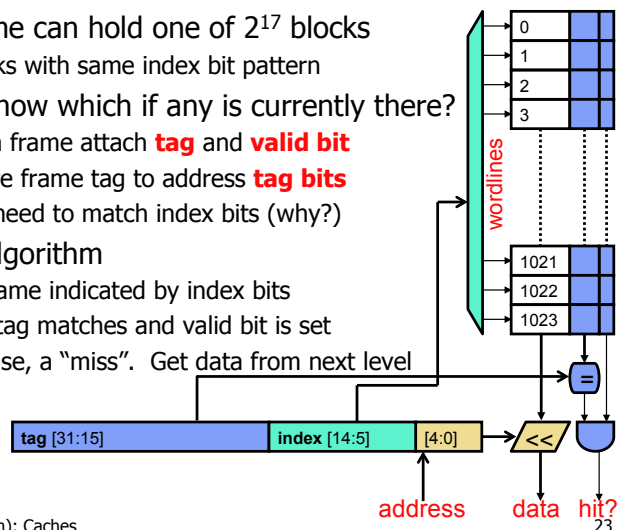 me can hold one of 2¹⁷ blocks
ks with same index bit pattern
now which if any is currently there?
frame attach tag and valid bit
e frame tag to address tag bits
need to match index bits (why?)
lgorithm
ame indicated by index bits
tag matches and valid bit is set
se, a “miss”. Get data from next level
0
1
2
3
wordlines
1021
1022
1023
=
tag [31:15]
index [14:5]
[4:0]
<<
address
data
hit?
): Caches
23